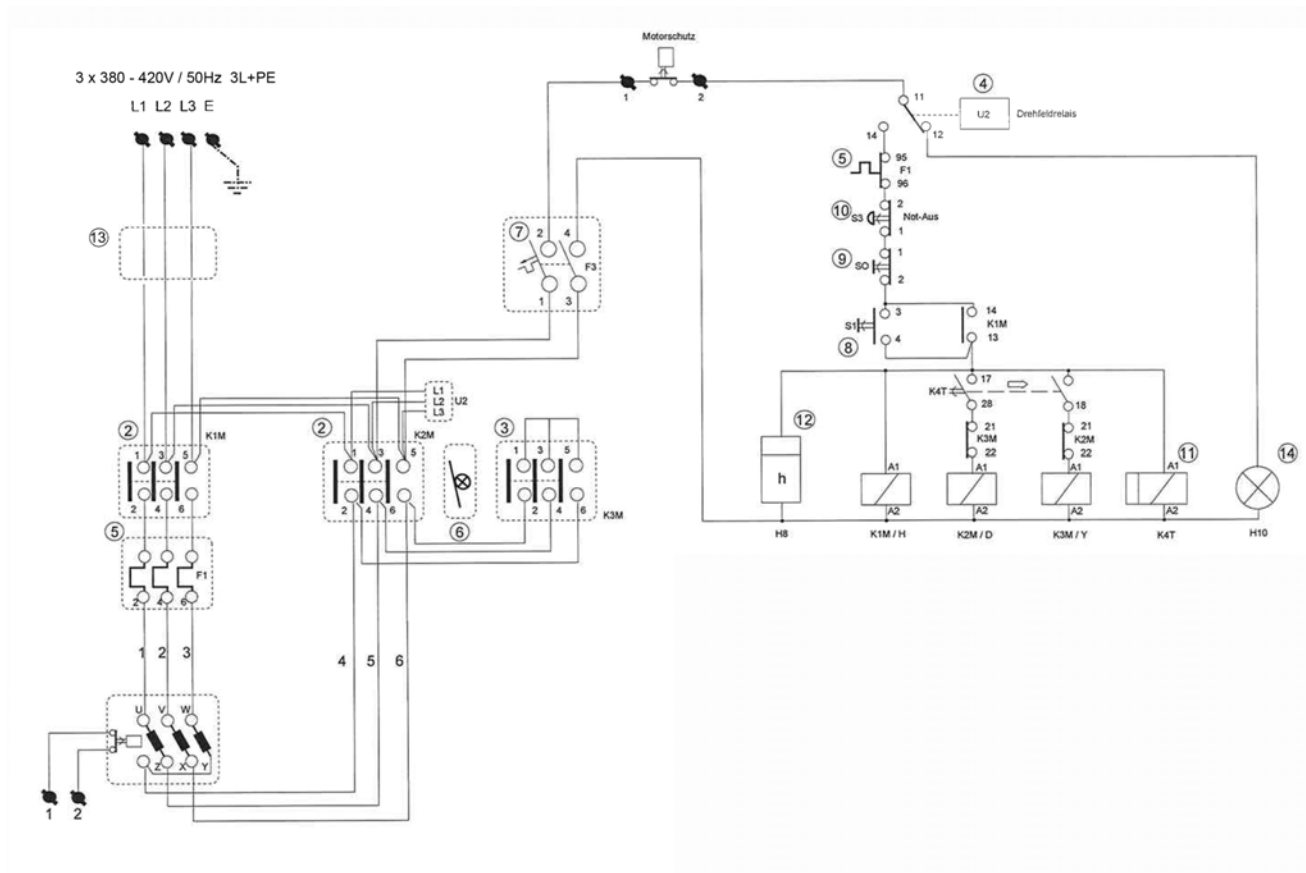 Motorschutz
3 x 380 - 420V / 50Hz 3L+PE
L1 L2 L3 E
1 2
11
4
U2 Drehfeldrelais
12
14
5
95
F1
96
10
2
S3 Not-Aus
1
13
7
2 4
F3
1 3
9
1
SO
2
3
14
S1
K1M
4
13
8
L1
L2 U2
L3
K4T
17
28
18
2
K1M
1 3 5
2 4 6
2
K2M
1 3 5
2 4 6
3
1 3 5
2 4 6
K3M
6
12
h
21
K3M
22
21
K2M
22
11
14
A1 A1 A1 A1
A2 A2 A2 A2
H8 K1M / H K2M / D K3M / Y K4T H10
5
F1
2 4 6
1 2 3
4 5 6
U V W
Z X Y
1 2